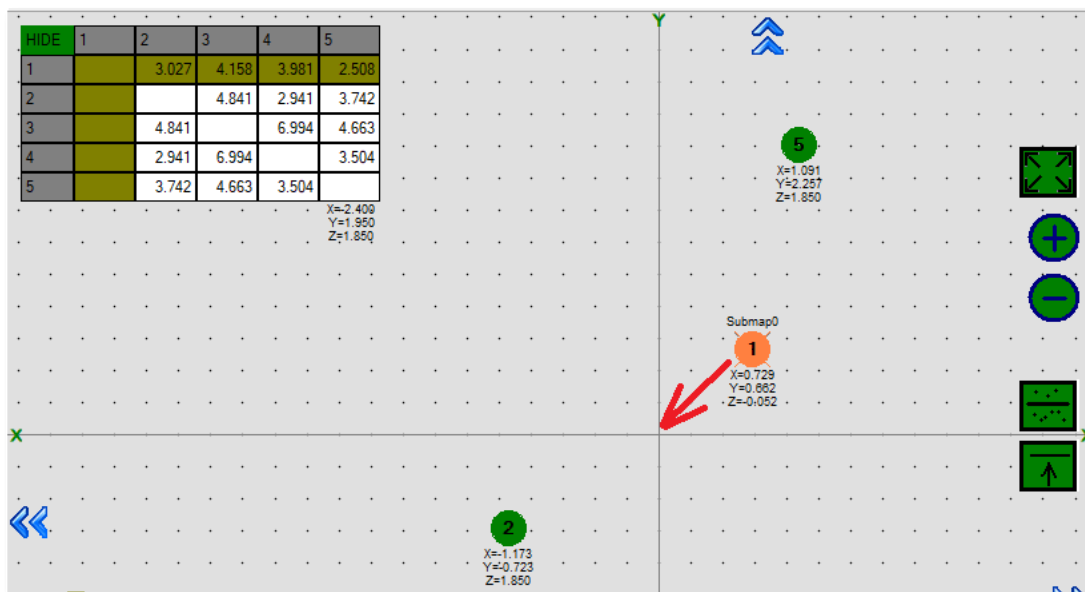 Y
HIDE 1 2 3 4 5
1 3.027 4.158 3.981 2.508
2 4.841 2.941 3.742
3 4.841 6.994 4.663
4 2.941 6.994 3.504
5 3.742 4.663 3.504
X=-2.409
Y=1.950
Z=1.850
5
X=1.091
Y=2.257
Z=1.850
Submap0
1
X=0.729
Y=0.662
Z=-0.052
X
X
2
X=-1.173
Y=-0.723
Z=1.850